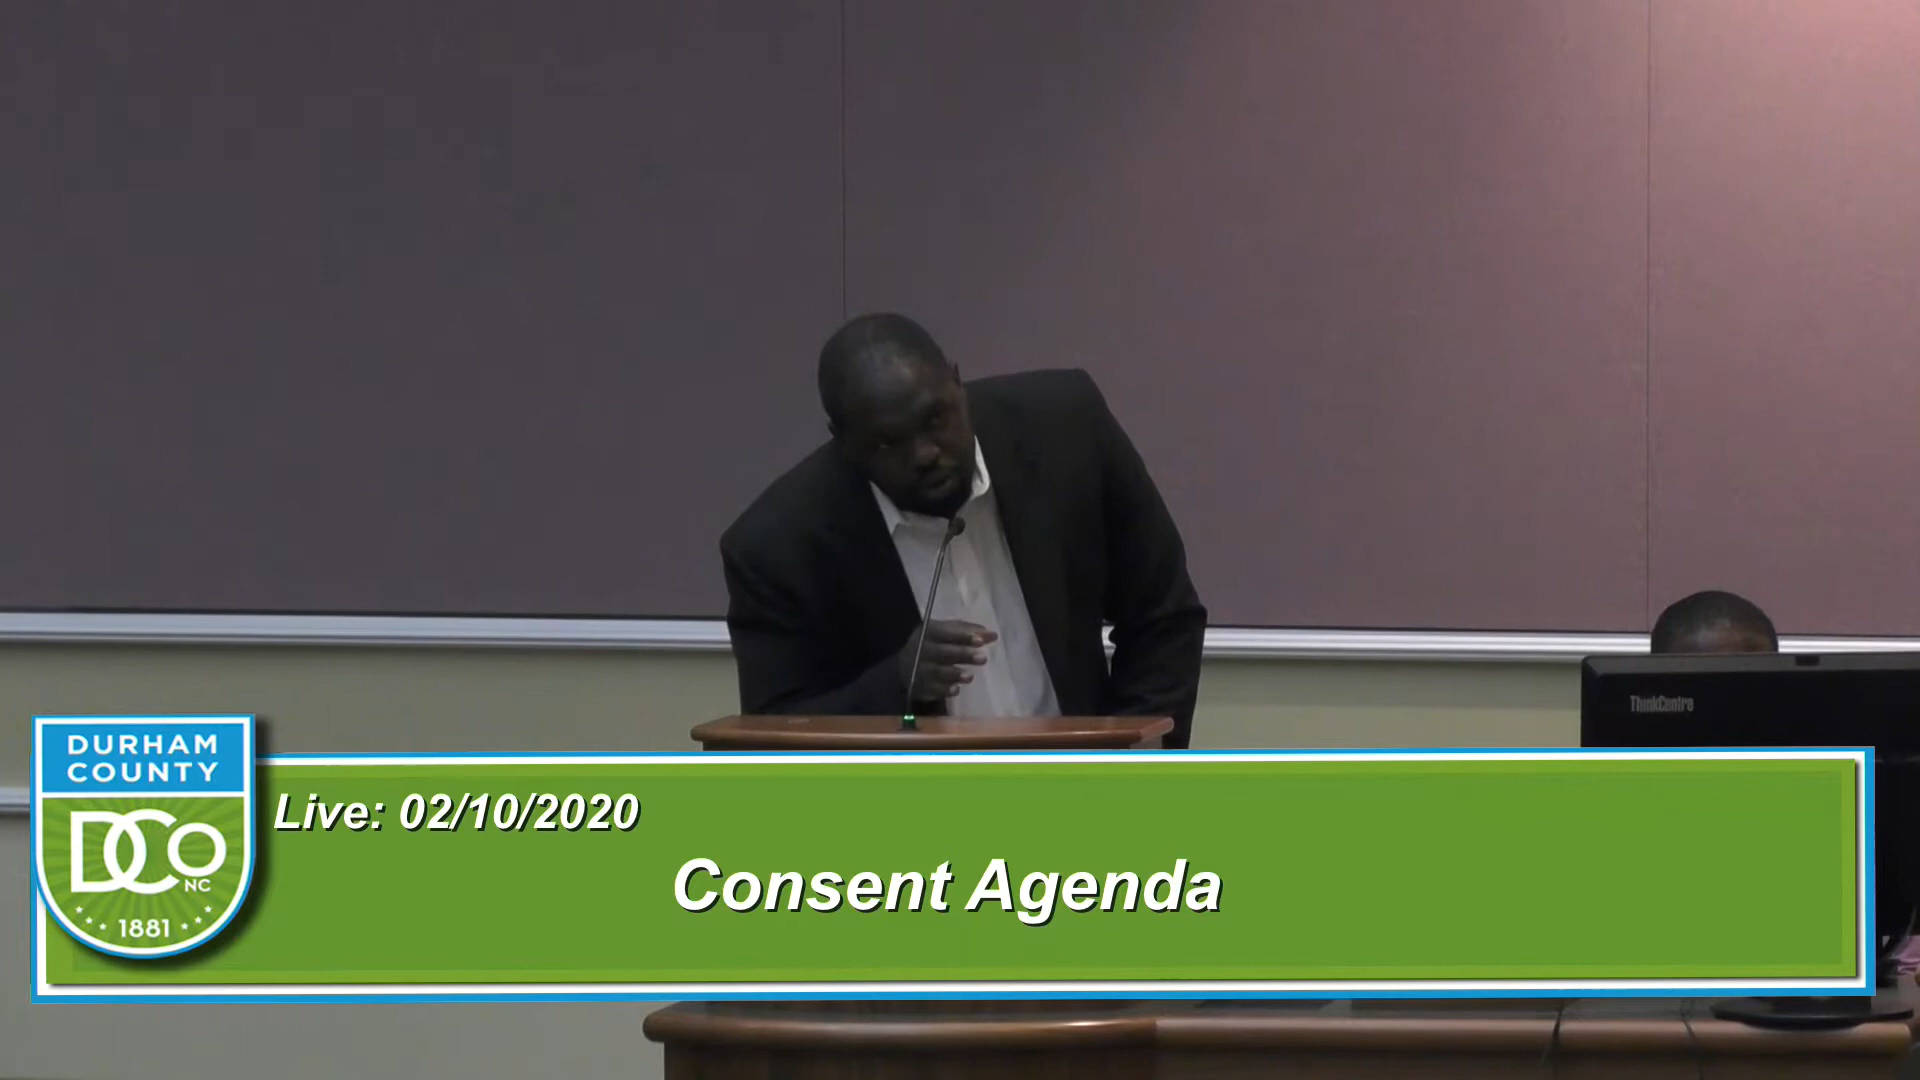 ThinkCentre
DURHAM
COUNTY
DCO
NC
1881
Live: 02/10/2020
Consent Agenda